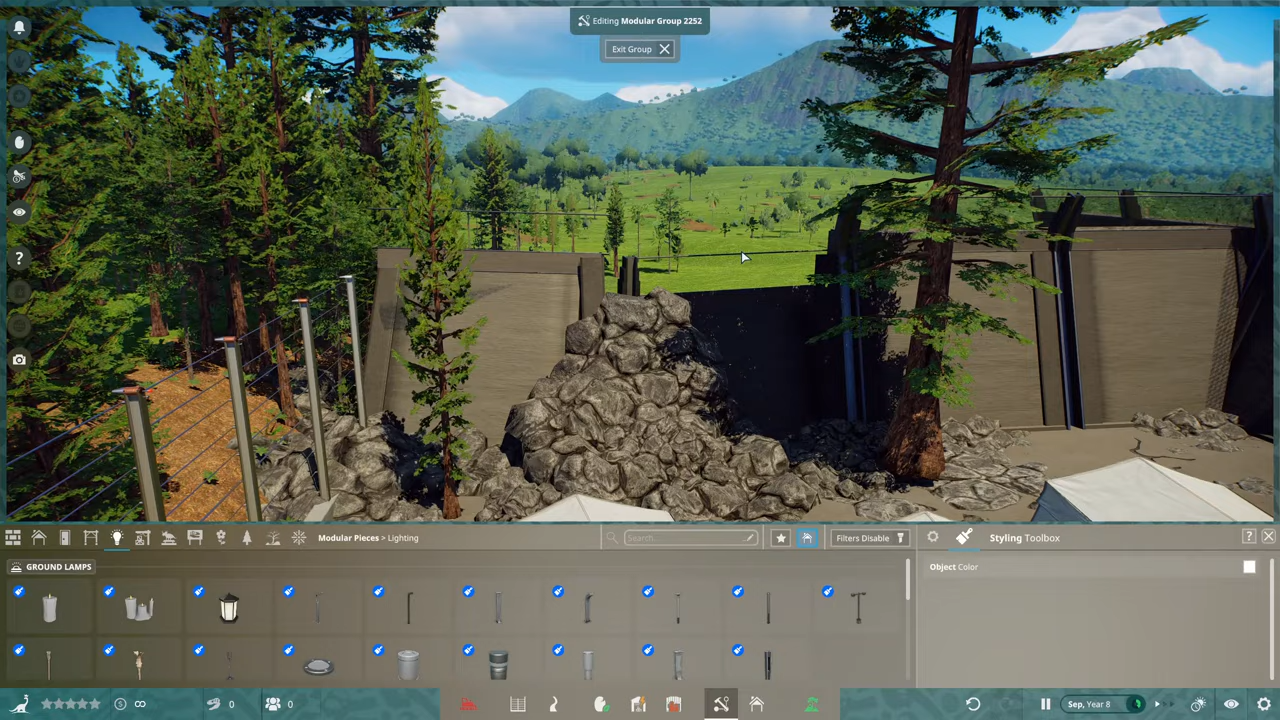 Editing Modular Group 2252
Exit Group
Modular Pieces > Lighting
Search...
Filters Disable
Styling Toolbox
?
GROUND LAMPS
Object Color
∞
0
0
Sep, Year 8